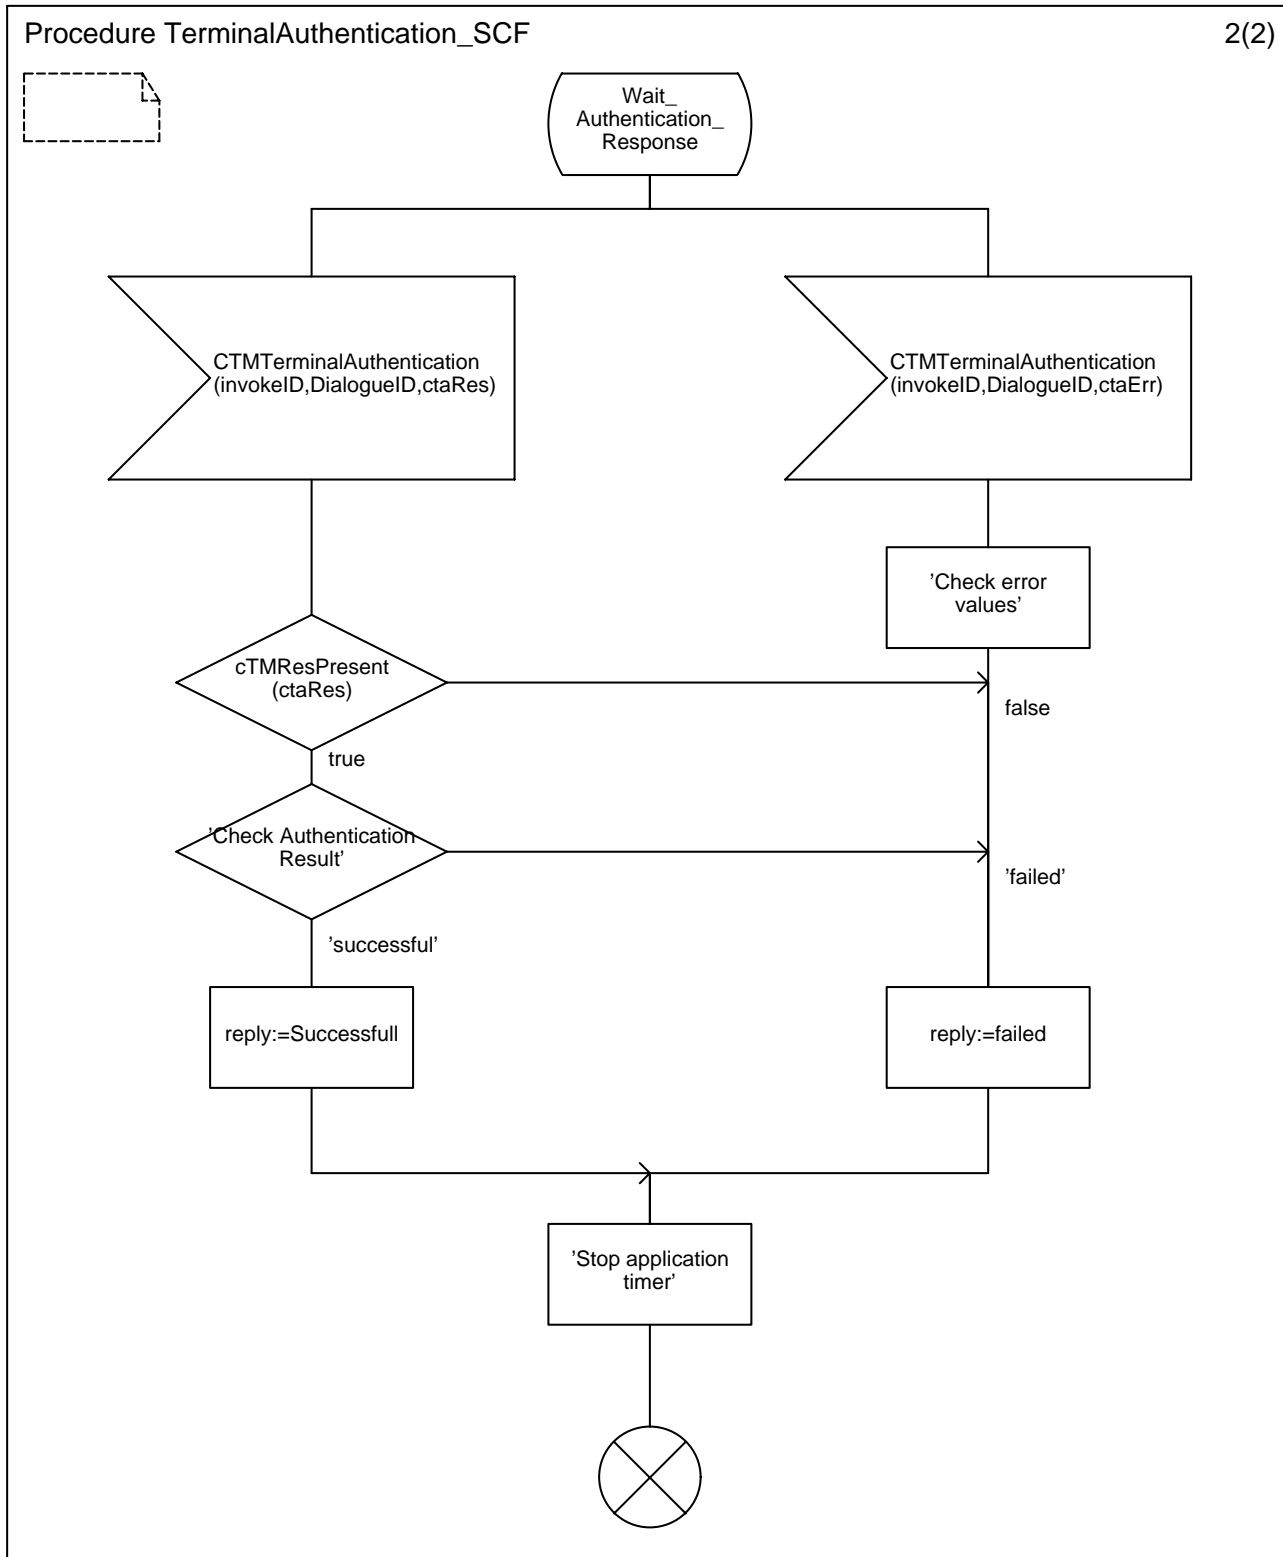 Procedure TerminalAuthentication_SCF
2(2)
Wait_
Authentication_
Response
CTMTerminalAuthentication
(invokeID,DialogueID,ctaRes)
CTMTerminalAuthentication
(invokeID,DialogueID,ctaErr)
’Check error
values’
cTMResPresent
(ctaRes)
false
true
’Check Authentication
Result’
’failed’
’successful’
reply:=Successfull
reply:=failed
’Stop application
timer’